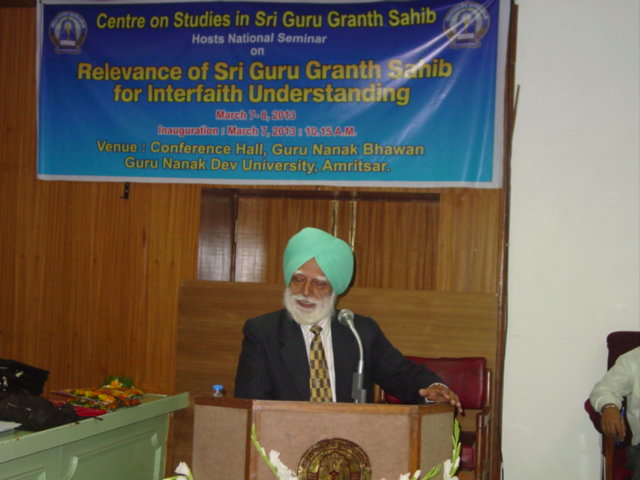 Centre on Studies in Sri Guru Granth Sahib
Hosts National Seminar
on
Relevance of Sri Guru Granth Sahib
for Interfaith Understanding
March 7-8, 2013
Inauguration : March 7, 2013 : 10.15 A.M.
Venue : Conference Hall, Guru Nanak Bhawan
Guru Nanak Dev University, Amritsar.